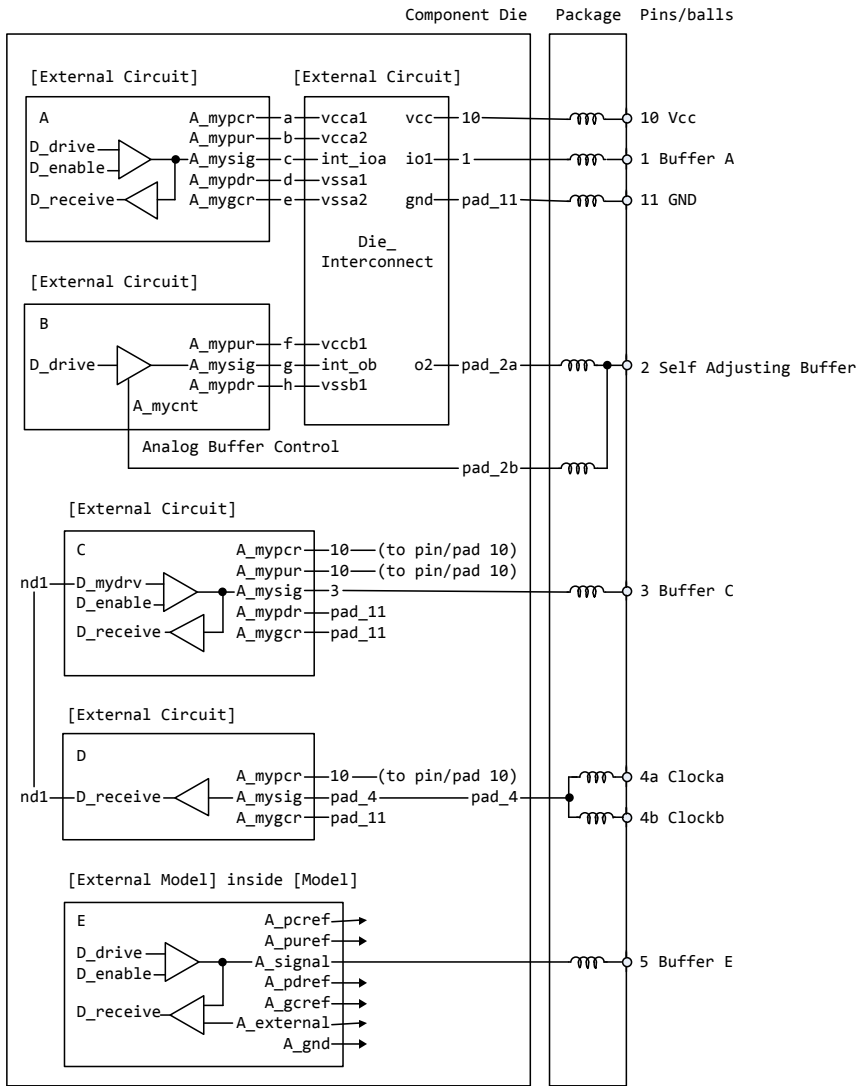 Component Die Package Pins/balls
[External Circuit] [External Circuit]
A A_mypcr a vcca1 vcc 10 10 Vcc
D_drive A_mypur b vcca2
D_enable A_mysig c int_ioa io1 1 1 Buffer A
A_mypdr d vssa1
D_receive A_mygcr e vssa2 gnd pad_11 11 GND
Die_
Interconnect
[External Circuit]
B
A_mypur f vccb1
D_drive A_mysig g int_ob o2 pad_2a 2 Self Adjusting Buffer
A_mypdr h vssb1
A_mycnt
Analog Buffer Control
pad_2b
[External Circuit]
C A_mypcr 10 (to pin/pad 10)
A_mypur 10 (to pin/pad 10)
nd1 D_mydrv A_mysig 3 3 Buffer C
D_enable A_mypdr pad_11
D_receive A_mygcr pad_11
[External Circuit]
D
A_mypcr 10 (to pin/pad 10) 4a Clocka
nd1 D_receive A_mysig pad_4 pad_4
A_mygcr pad_11 4b Clockb
[External Model] inside [Model]
E A_pcref
A_puref
D_drive A_signal 5 Buffer E
D_enable A_pdref
A_gcref
D_receive A_external
A_gnd